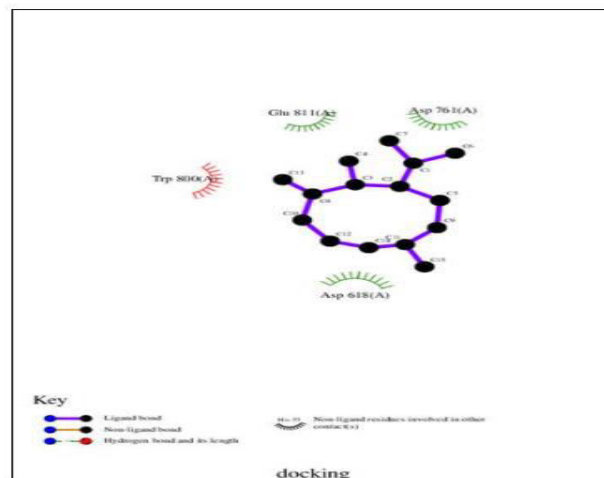 Glu 811(A)
Asp 761(A)
C7
C6
C4
C1
C11
C3
C2
C5
Trp 800(A)
C8
C10
C9
C12
C14
C13
Asp 618(A)
Key
Ligand bond
Non-ligand bond
Hydrogen bond and its length
Non-ligand residues involved in other
contact(s)
docking